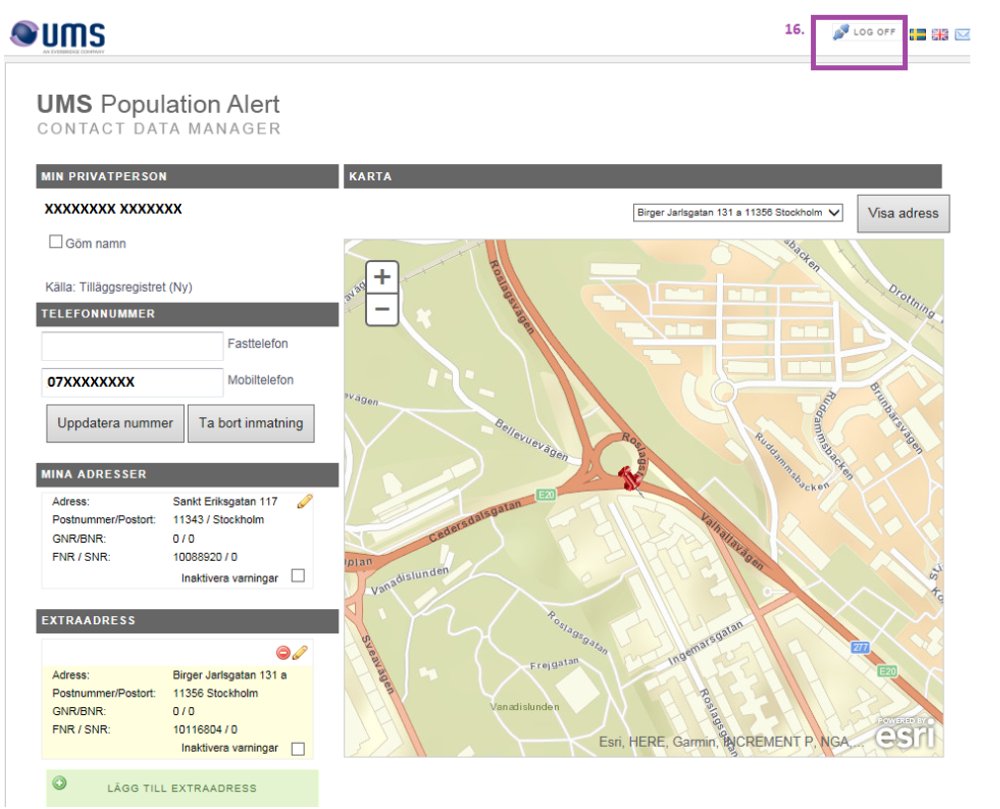 UMS
AN EVERBRIDGE COMPANY
16.
LOG OFF
UMS Population Alert
CONTACT DATA MANAGER
MIN PRIVATPERSON
XXXXXXXX XXXXXXX
Göm namn
Källa: Tilläggsregistret (Ny)
TELEFONNUMMER
Fasttelefon
07XXXXXXXX
Mobiltelefon
Uppdatera nummer
Ta bort inmatning
MINA ADRESSER
Adress: Sankt Eriksgatan 117
Postnummer/Postort: 11343 / Stockholm
GNR/BNR: 0 / 0
FNR / SNR: 10088920 / 0
Inaktivera varningar
EXTRAADRESS
Adress: Birger Jarlsgatan 131 a
Postnummer/Postort: 11356 Stockholm
GNR/BNR: 0 / 0
FNR / SNR: 10116804 / 0
Inaktivera varningar
LÄGG TILL EXTRAADRESS
KARTA
Birger Jarlsgatan 131 a 11356 Stockholm
Visa adress
+
−
Roslagsvägen
backen
Drottning
Brunbärsvägen
Ruddammsbacken
Ruddammsbacken
Bellevuevägen
Roslagst
E20
Cedersdalsgatan
Valhallavägen
plan
Vanadislunden
Sveavägen
Roslagsgatan
Frejgatan
Ingemarsgatan
277
E20
Vanadislunden
Roslagsgatan
Esri, HERE, Garmin, INCREMENT P, NGA,...
POWERED BY
esri